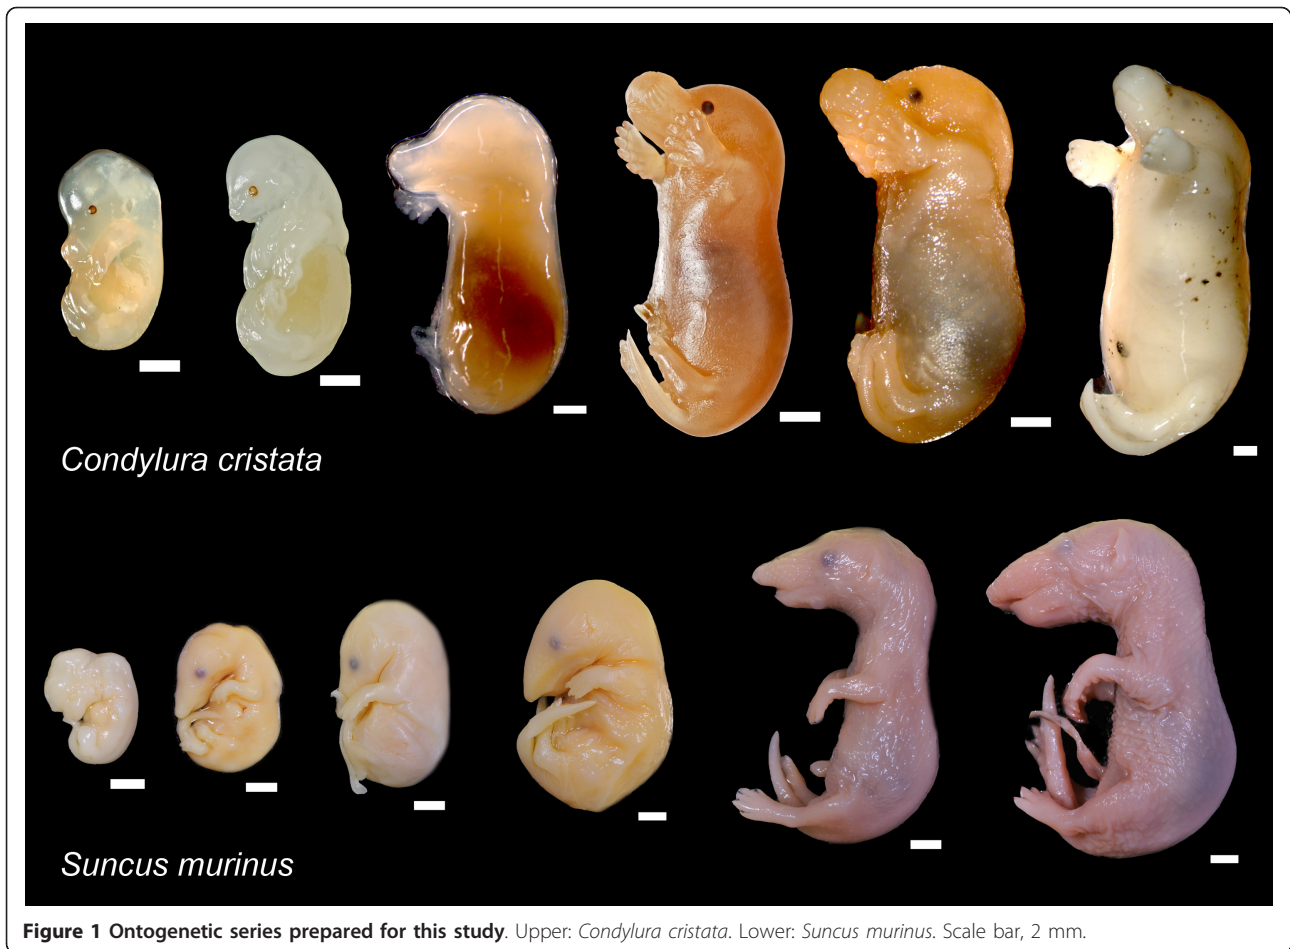 Condylura cristata
Suncus murinus
Figure 1 Ontogenetic series prepared for this study. Upper: Condylura cristata. Lower: Suncus murinus. Scale bar, 2 mm.